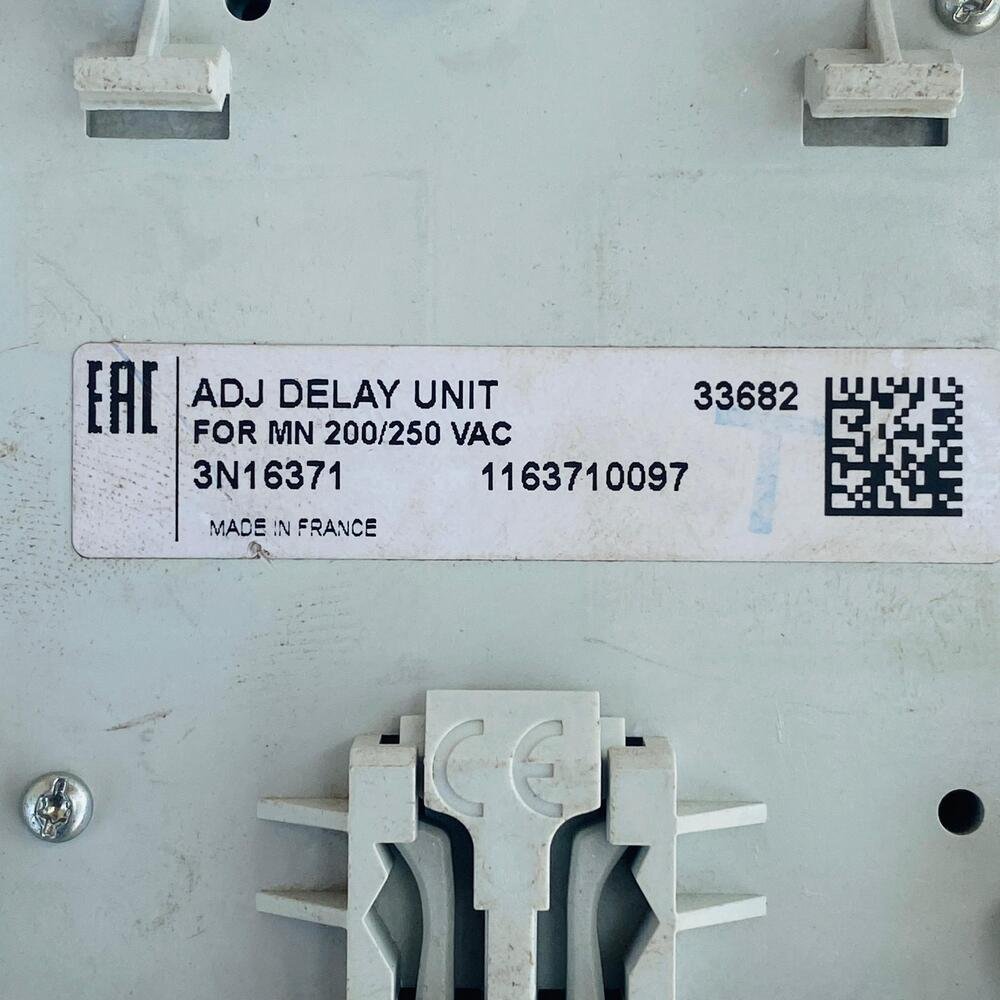 EAC
ADJ DELAY UNIT 33682
FOR MN 200/250 VAC
3N16371 1163710097
MADE IN FRANCE
CE